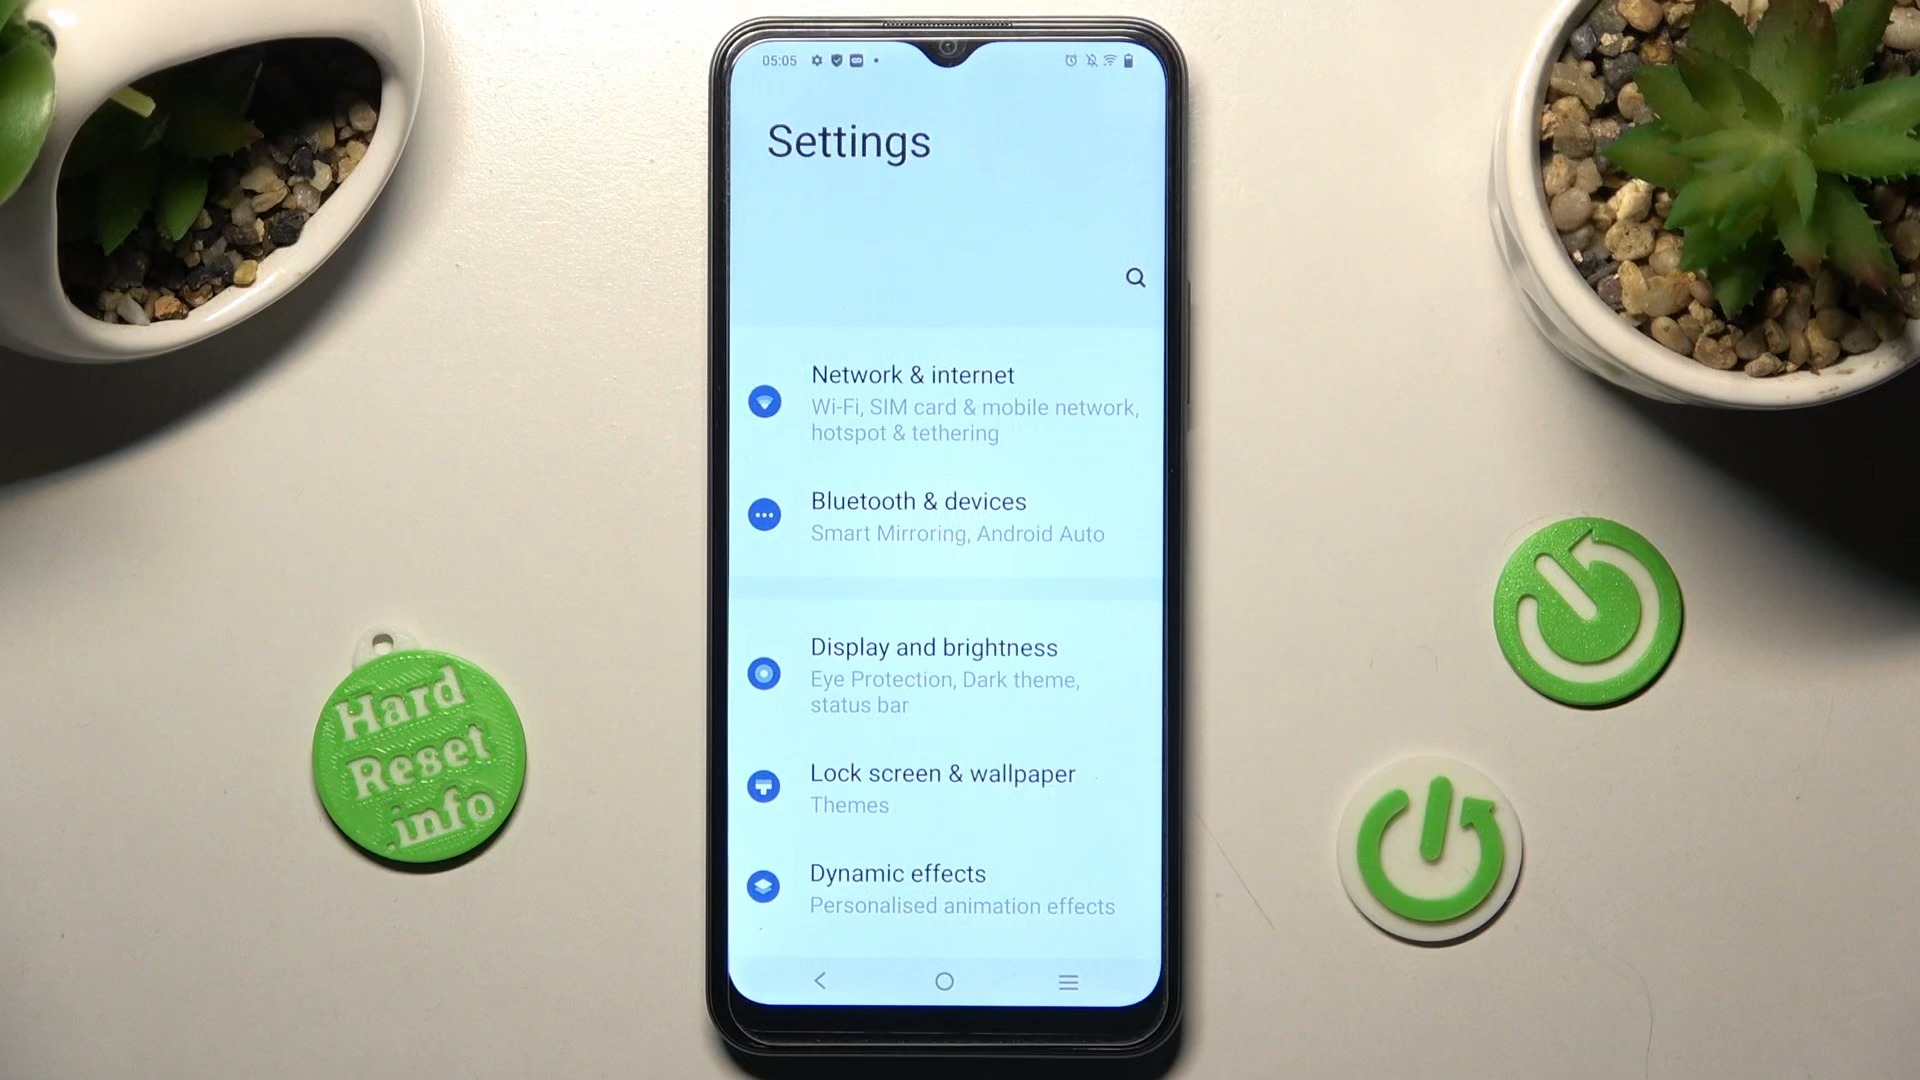 05:05
Settings
Network & internet
Wi-Fi, SIM card & mobile network,
hotspot & tethering
Bluetooth & devices
Smart Mirroring, Android Auto
Display and brightness
Eye Protection, Dark theme,
status bar
Lock screen & wallpaper
Themes
Dynamic effects
Personalised animation effects
Hard
Reset
.info